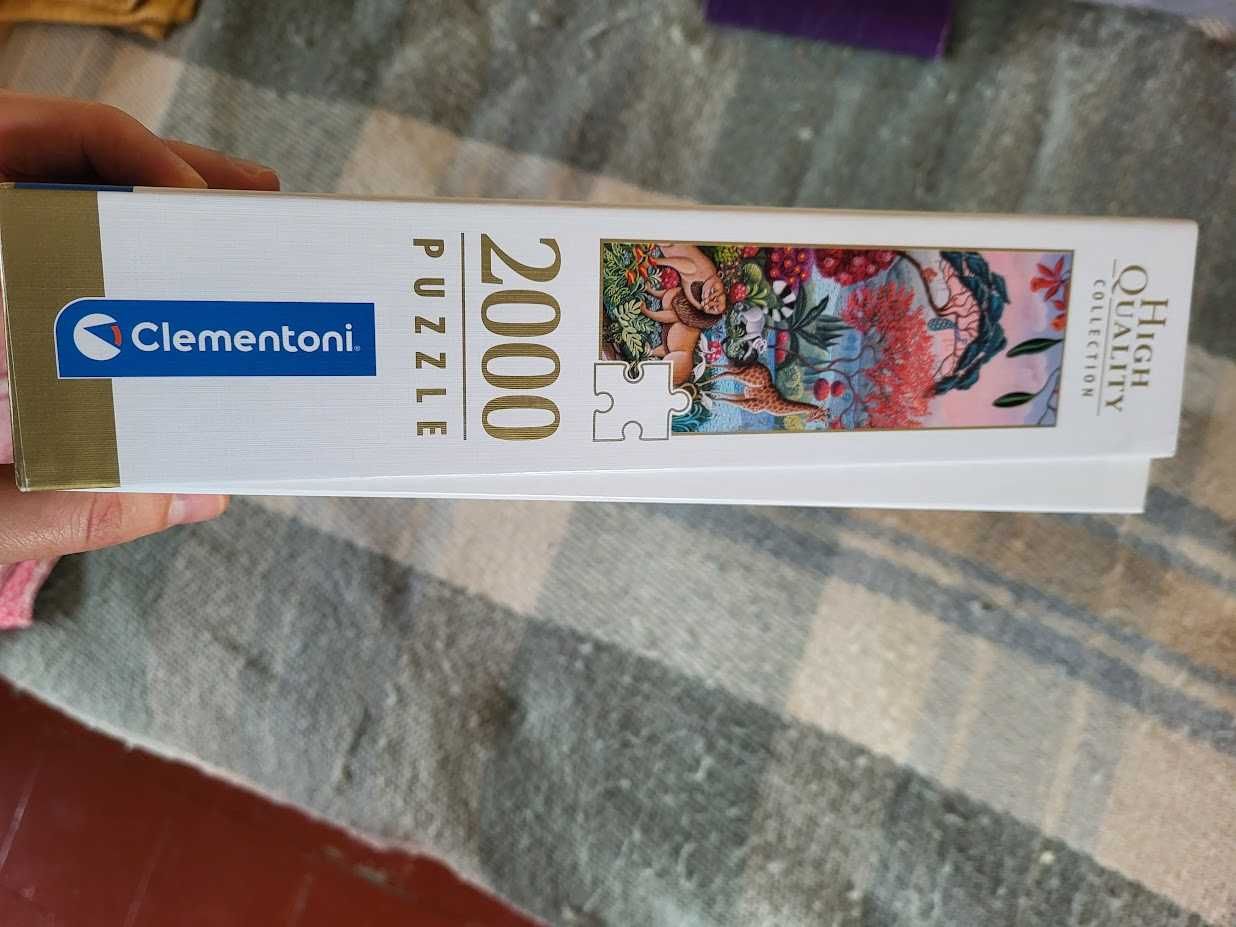 HIGH
QUALITY
COLLECTION
2000
PUZZLE
Clementoni®